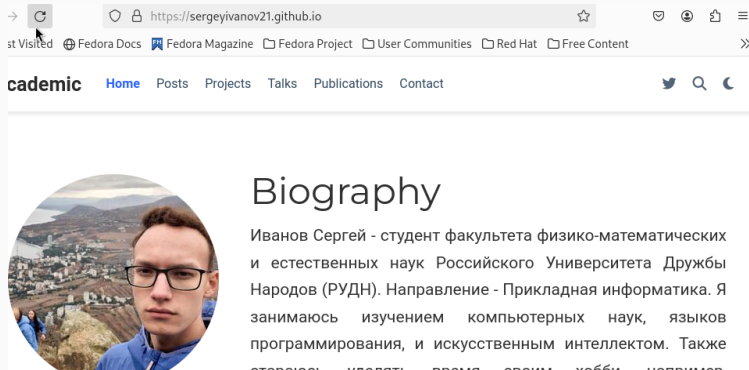 https://sergeyivanov21.github.io
st Visited Fedora Docs Fedora Magazine Fedora Project User Communities Red Hat Free Content
cademic Home Posts Projects Talks Publications Contact
Biography
Иванов Сергей - студент факультета физико-математических
и естественных наук Российского Университета Дружбы
Народов (РУДН). Направление - Прикладная информатика. Я
занимаюсь изучением компьютерных наук, языков
программирования, и искусственным интеллектом. Также